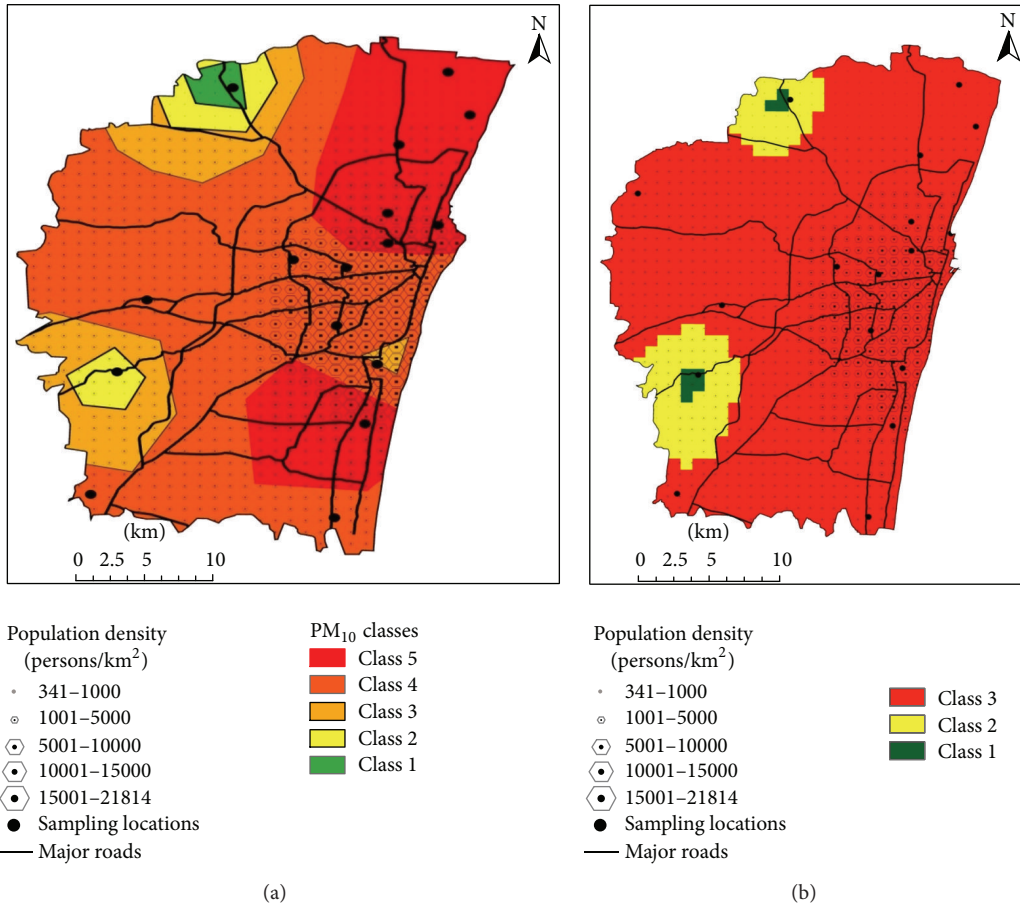 N
(km)
0 2.5 5 10
Population density
(persons/km²)
341–1000
1001–5000
5001–10000
10001–15000
15001–21814
Sampling locations
Major roads
PM₁₀ classes
Class 5
Class 4
Class 3
Class 2
Class 1
(a)
N
(km)
0 2.5 5 10
Population density
(persons/km²)
341–1000
1001–5000
5001–10000
10001–15000
15001–21814
Sampling locations
Major roads
Class 3
Class 2
Class 1
(b)